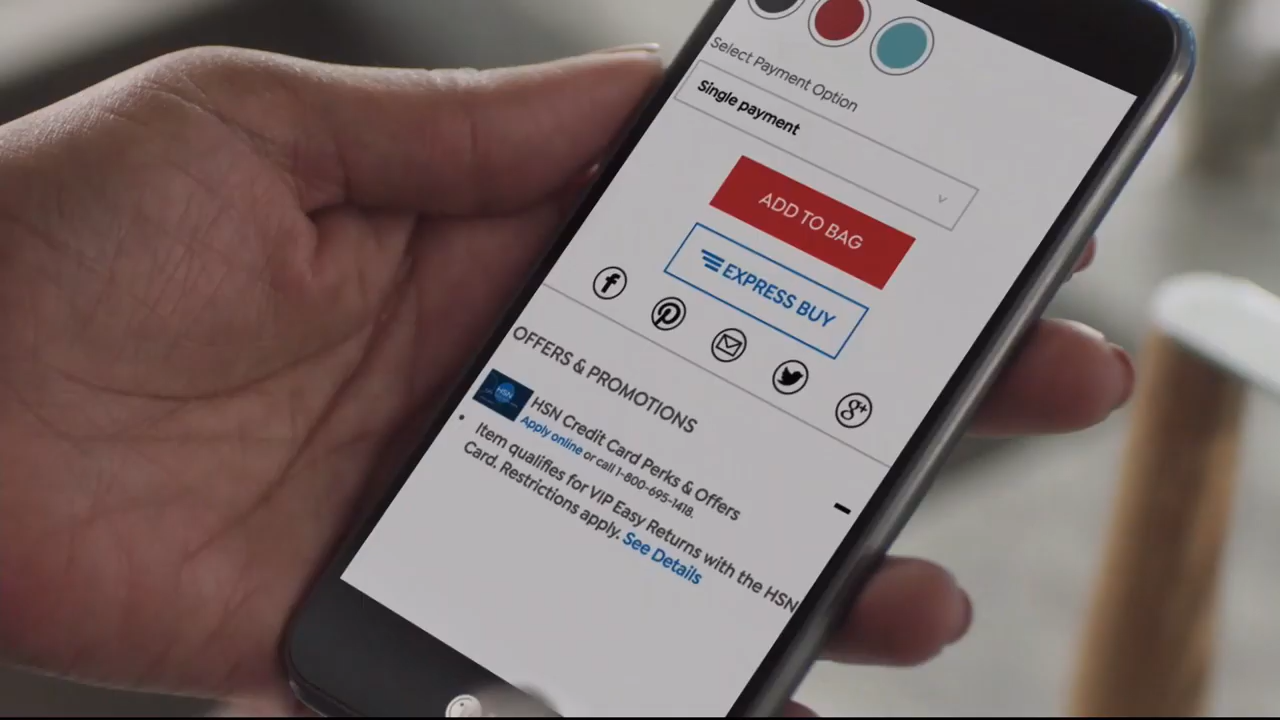 Select Payment Option
Single payment
ADD TO BAG
EXPRESS BUY
OFFERS & PROMOTIONS
HSN
HSN Credit Card Perks & Offers
Apply online or call 1-800-695-1418.
Item qualifies for VIP Easy Returns with the HSN
Card. Restrictions apply. See Details